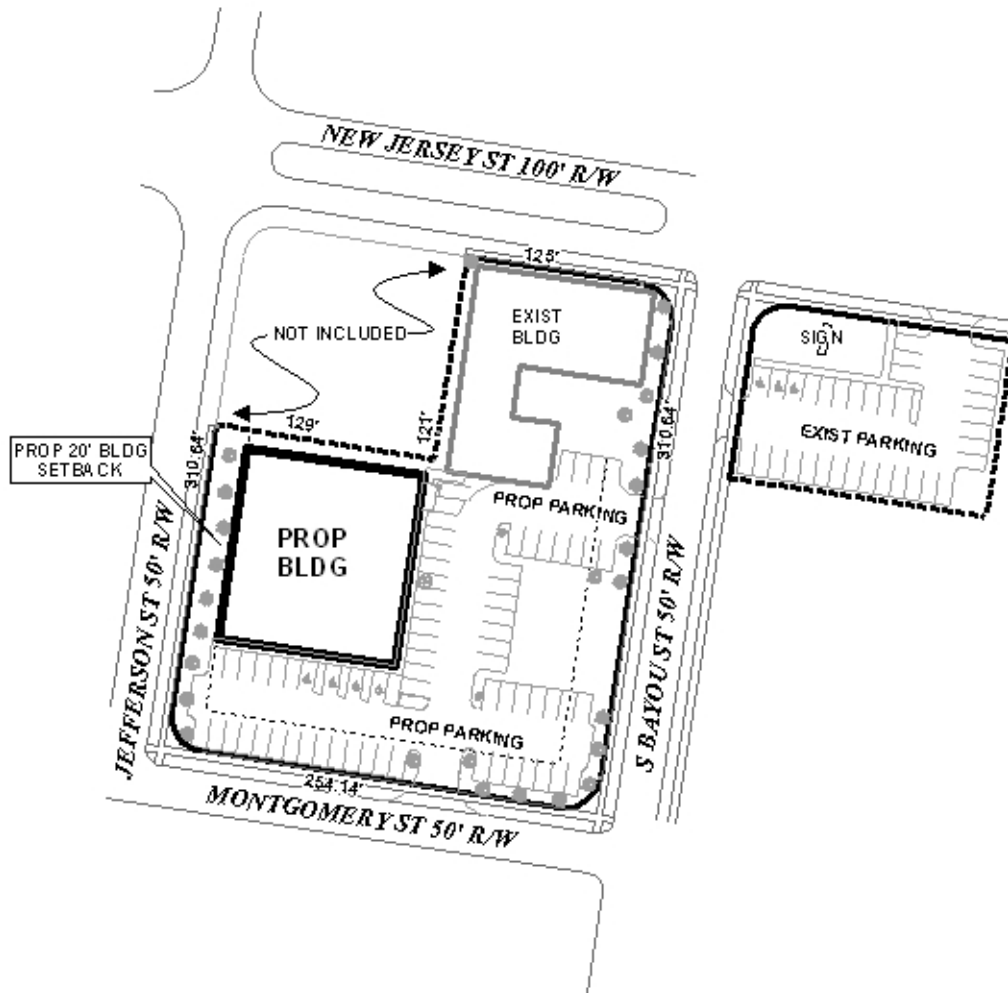 NEW JERSEY ST 100' R/W
125'
NOT INCLUDED
EXIST
BLDG
SIGN
EXIST PARKING
129'
121'
310.64'
310.64'
PROP 20' BLDG
SETBACK
PROP PARKING
PROP
BLDG
JEFFERSON ST 50' R/W
S BAYOU ST 50' R/W
PROP PARKING
254.14'
MONTGOMERY ST 50' R/W